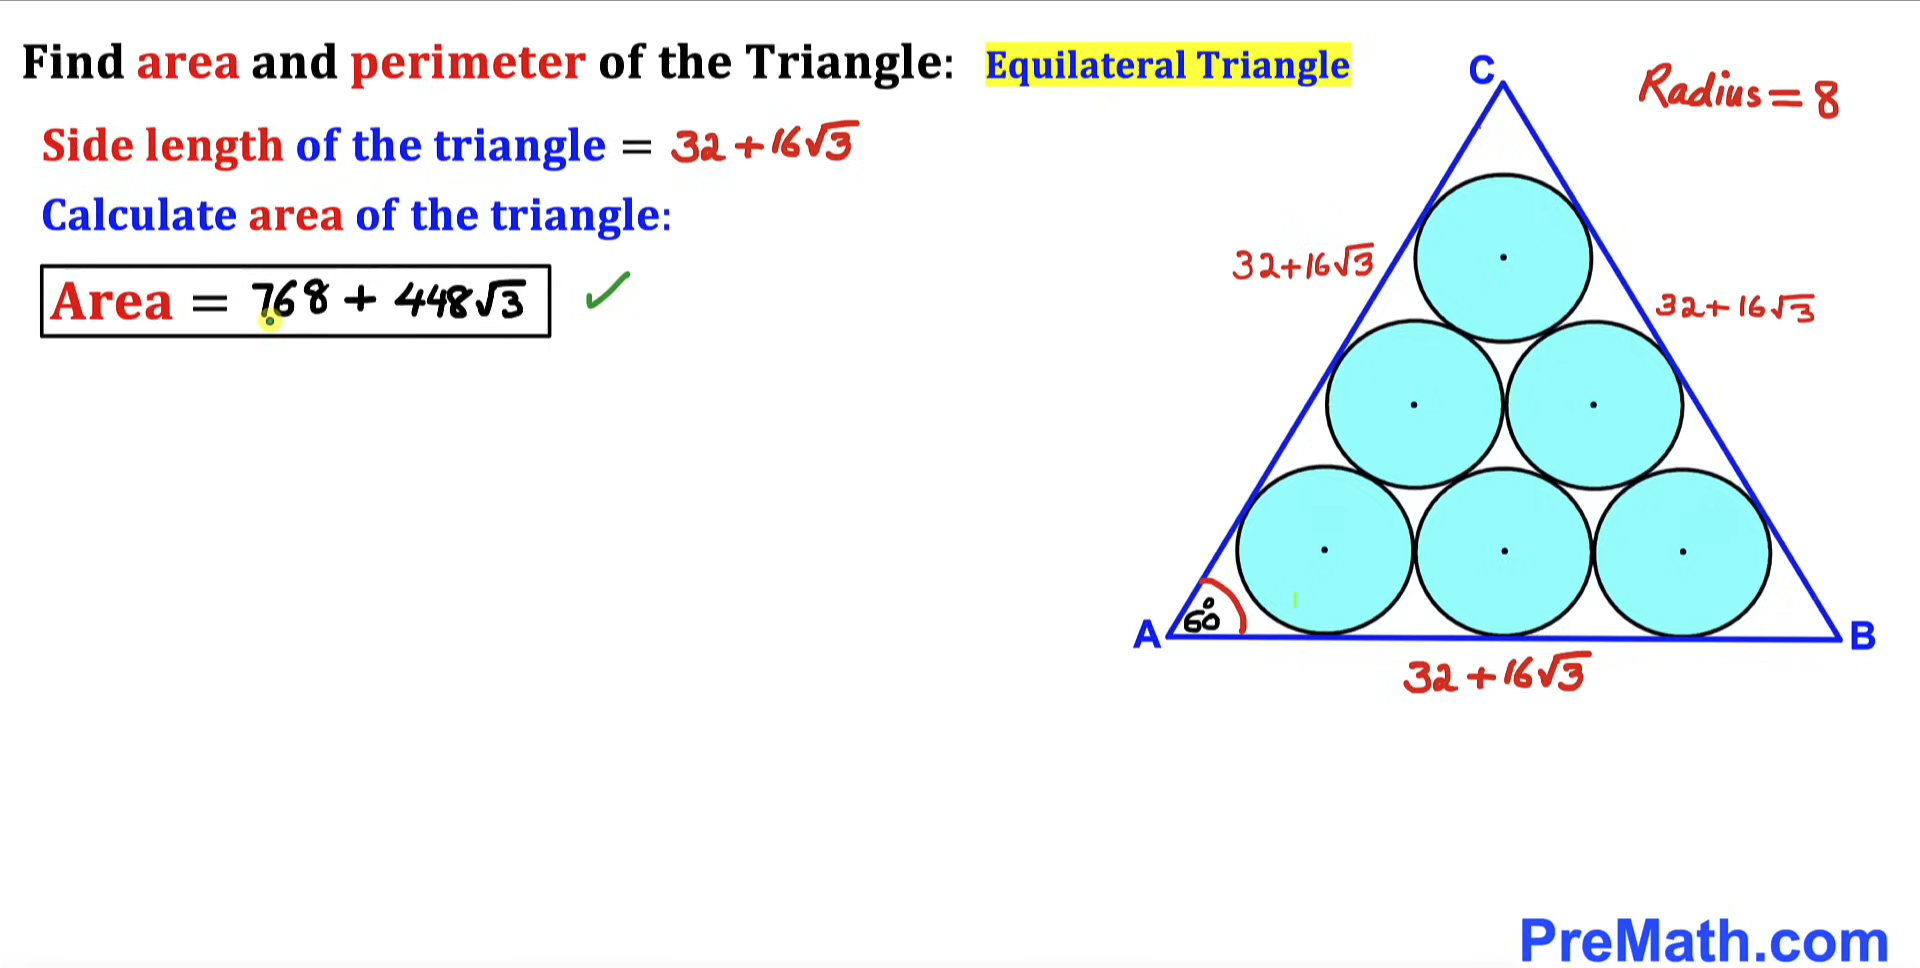 Find area and perimeter of the Triangle: Equilateral Triangle
Side length of the triangle = 32 + 16√3
Calculate area of the triangle:
Area = 768 + 448√3 ✓
C
Radius = 8
32+16√3
32+16√3
A
60°
B
32+16√3
PreMath.com